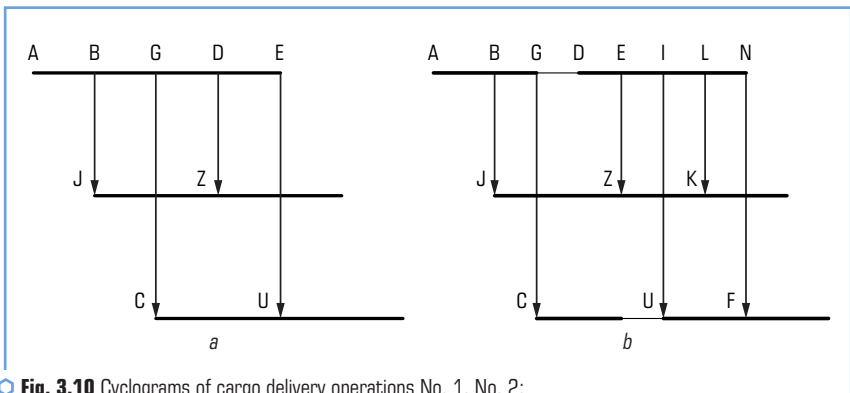 A B G D E
A B G D E I L N
J Z
J Z K
C U
C U F
a
b
Fig. 3.10 Cyclograms of cargo delivery operations No. 1, No. 2: